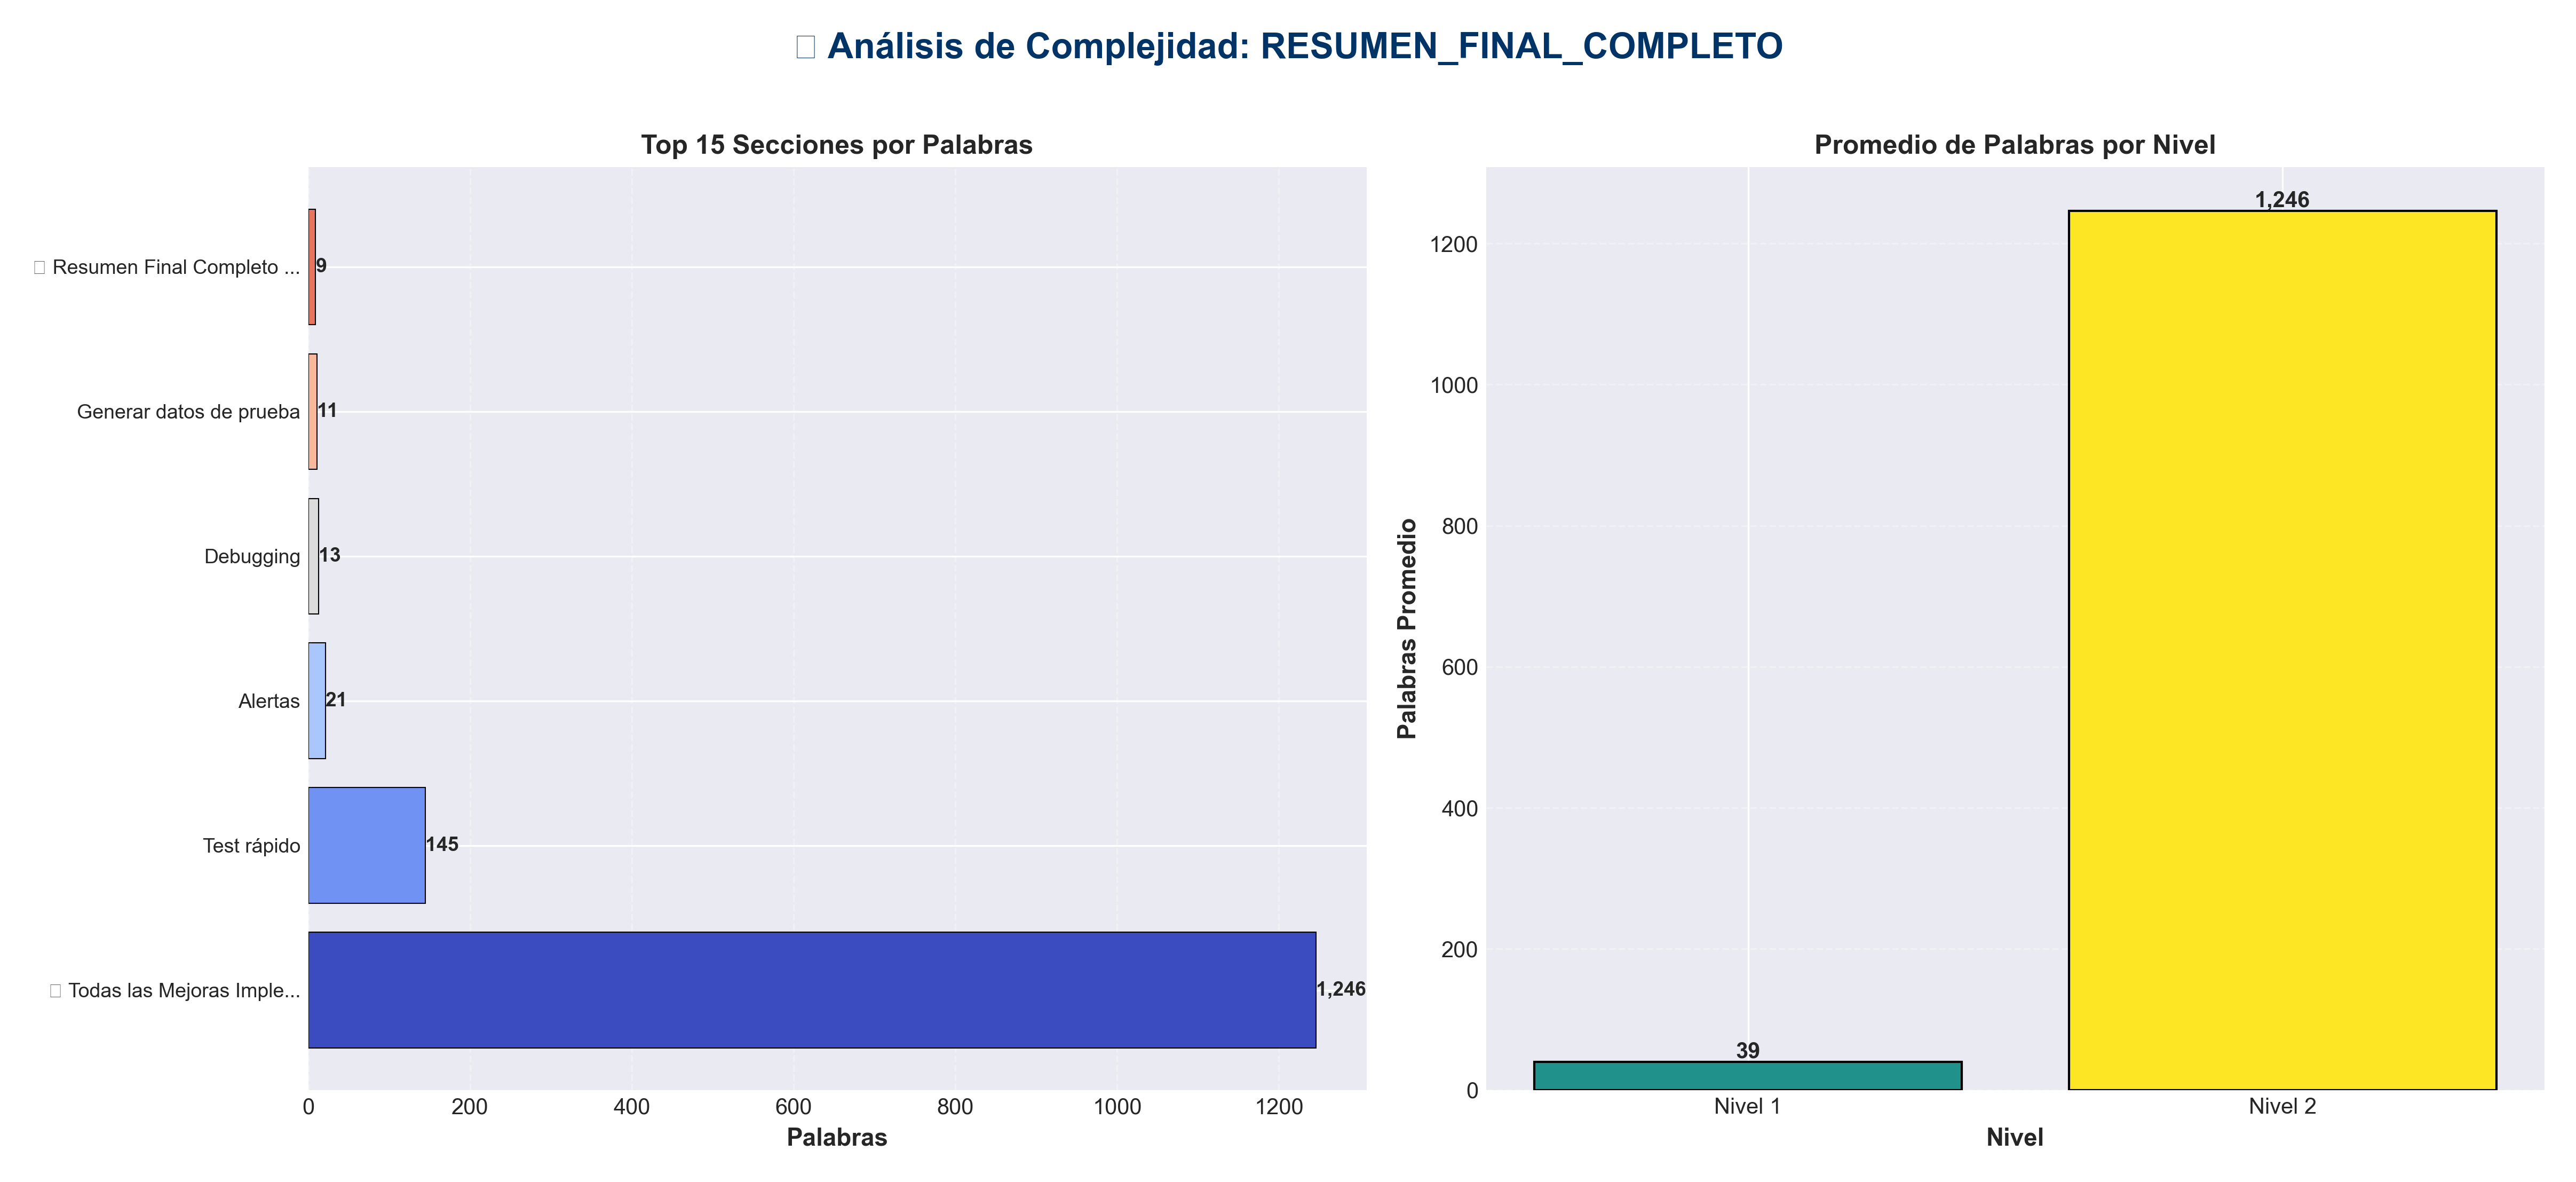 Análisis de Complejidad: RESUMEN_FINAL_COMPLETO
Top 15 Secciones por Palabras
Resumen Final Completo ...
9
Generar datos de prueba
11
Debugging
13
Alertas
21
Test rápido
145
Todas las Mejoras Imple...
1,246
0 200 400 600 800 1000 1200
Palabras
Promedio de Palabras por Nivel
Palabras Promedio
1200
1000
800
600
400
200
0
1,246
39
Nivel 1 Nivel 2
Nivel